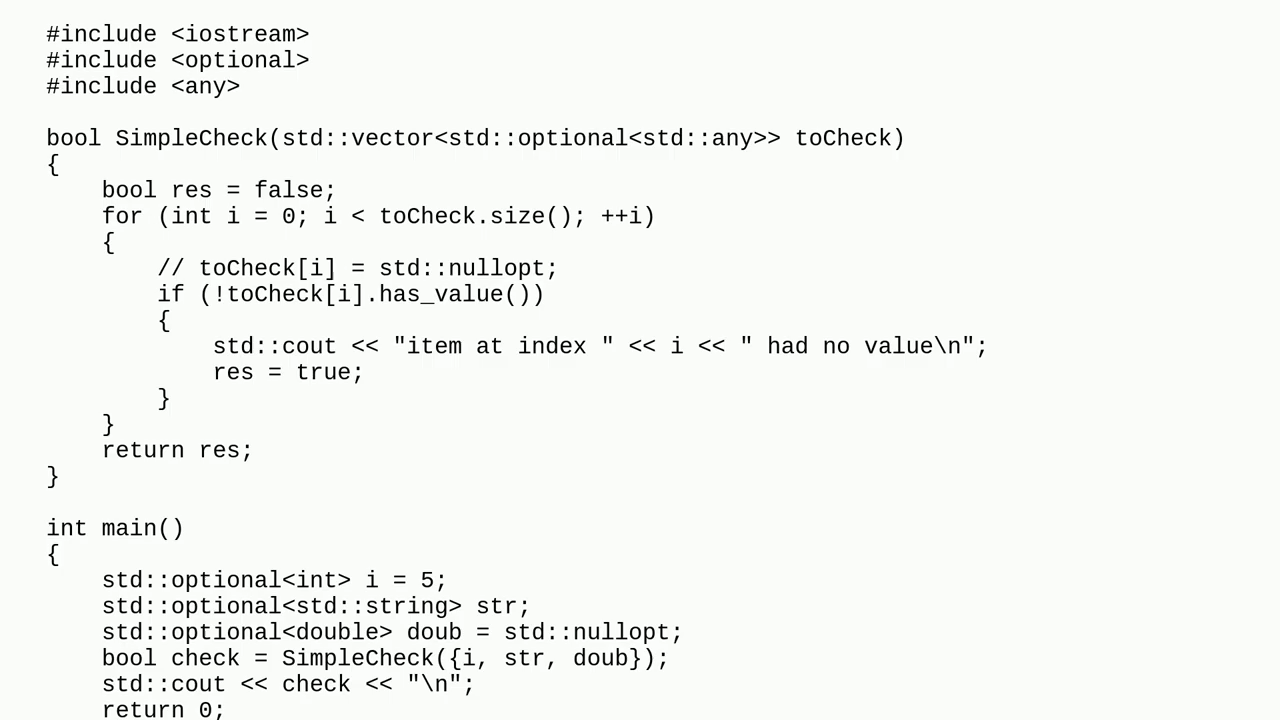 #include <iostream>
#include <optional>
#include <any>
bool SimpleCheck(std::vector<std::optional<std::any>> toCheck)
{
    bool res = false;
    for (int i = 0; i < toCheck.size(); ++i)
    {
        // toCheck[i] = std::nullopt;
        if (!toCheck[i].has_value())
        {
            std::cout << "item at index " << i << " had no value\n";
            res = true;
        }
    }
    return res;
}
int main()
{
    std::optional<int> i = 5;
    std::optional<std::string> str;
    std::optional<double> doub = std::nullopt;
    bool check = SimpleCheck({i, str, doub});
    std::cout << check << "\n";
    return 0;